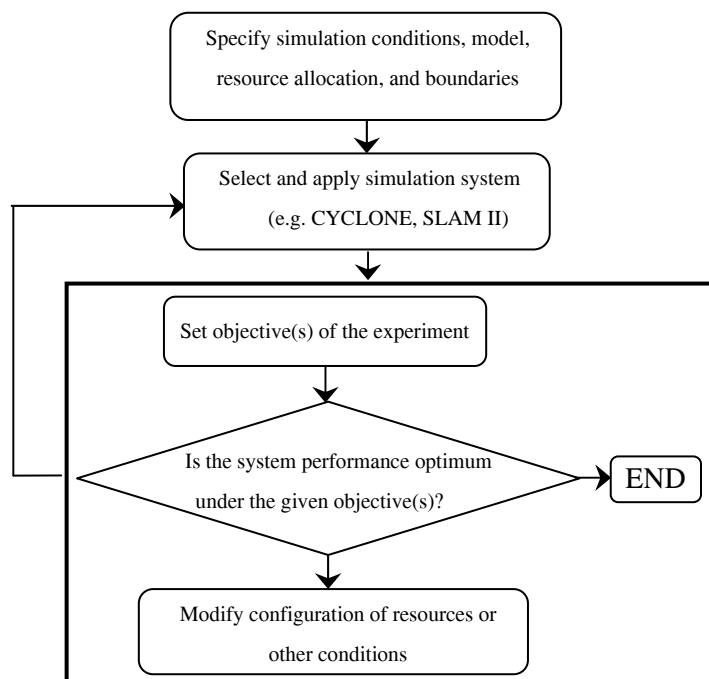 Specify simulation conditions, model,
resource allocation, and boundaries
Select and apply simulation system
(e.g. CYCLONE, SLAM II)
Set objective(s) of the experiment
Is the system performance optimum
under the given objective(s)?
END
Modify configuration of resources or
other conditions